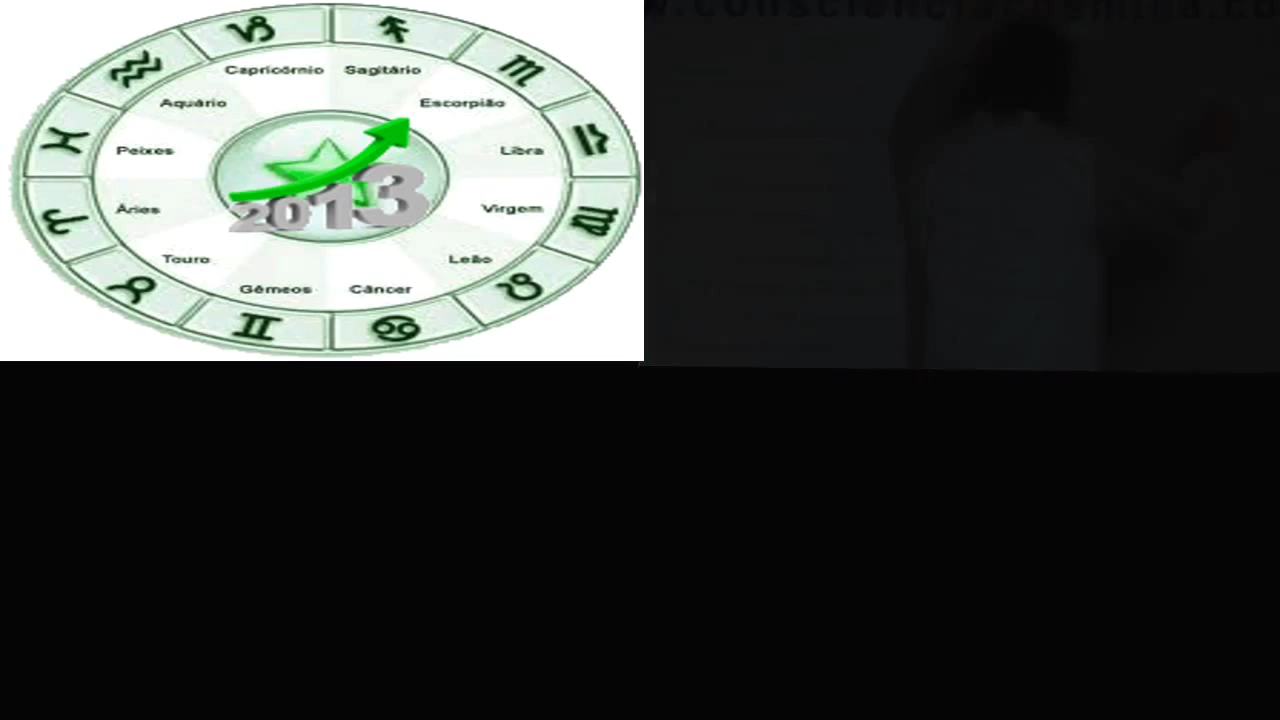 Capricórnio Sagitário
Aquário Escorpião
Peixes Libra
2013
Áries Virgem
Touro Leão
Gêmeos Câncer